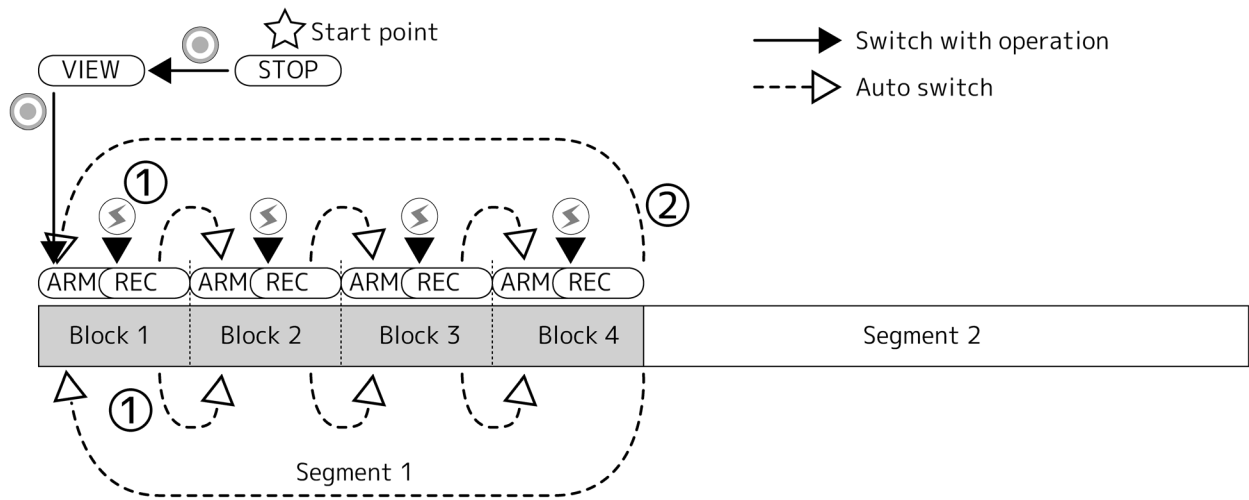 Start point
VIEW
STOP
Switch with operation
Auto switch
①
②
ARM REC ARM REC ARM REC ARM REC
Block 1 Block 2 Block 3 Block 4 Segment 2
①
Segment 1